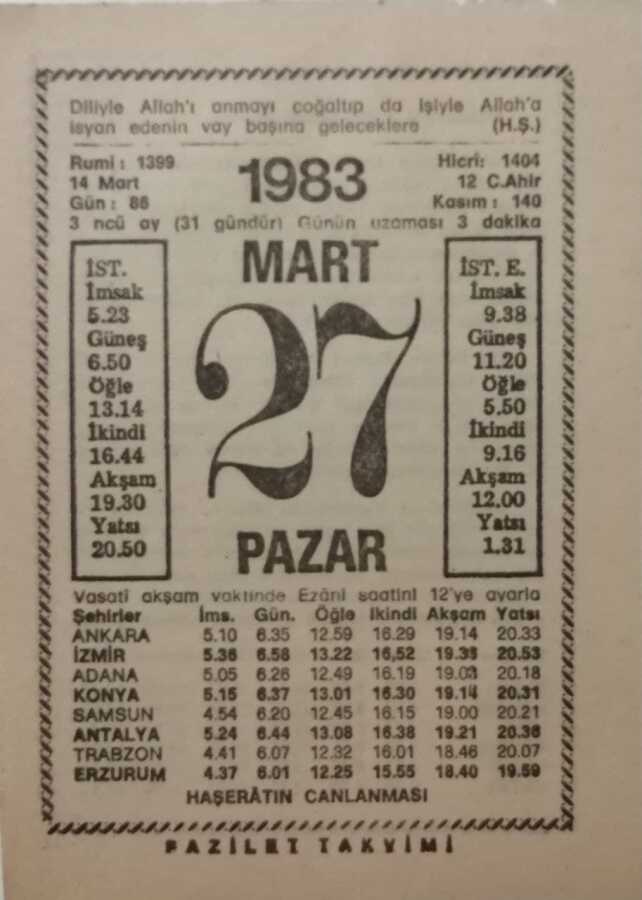 Diliyle Allah'ı anmayı çoğaltıp da işiyle Allah'a
isyan edenin vay başına geleceklere (H.Ş.)
Rumi : 1399
14 Mart
Gün : 86
1983
Hicri: 1404
12 C.Ahir
Kasım : 140
3 ncü ay (31 gündür) Günün uzaması 3 dakika
MART
27
PAZAR
İST.
İmsak
5.23
Güneş
6.50
Öğle
13.14
İkindi
16.44
Akşam
19.30
Yatsı
20.50
İST. E.
İmsak
9.38
Güneş
11.20
Öğle
5.50
İkindi
9.16
Akşam
12.00
Yatsı
1.31
Vasatî akşam vaktinde Ezânî saatini 12'ye ayarla
Şehirler İms. Gün. Öğle İkindi Akşam Yatsı
ANKARA 5.10 6.35 12.59 16.29 19.14 20.33
İZMİR 5.36 6.58 13.22 16,52 19.38 20.53
ADANA 5.05 6.26 12.49 16.19 19.03 20.18
KONYA 5.15 6.37 13.01 16.30 19.14 20.31
SAMSUN 4.54 6.20 12.45 16.15 19.00 20.21
ANTALYA 5.24 6.44 13.08 16.38 19.21 20.36
TRABZON 4.41 6.07 12.32 16.01 18.46 20.07
ERZURUM 4.37 6.01 12.25 15.55 18.40 19.59
HAŞERÂTIN CANLANMASI
FAZİLET TAKVİMİ